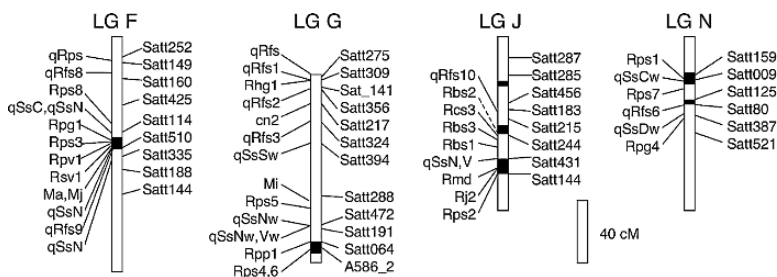 LG F
qRps
qRfs8
Rps8
qSsC,qSsN
Rpg1
Rps3
Rpv1
Rsv1
Ma,Mj
qSsN
qRfs9
qSsN
Satt252
Satt149
Satt160
Satt425
Satt114
Satt510
Satt335
Satt188
Satt144
LG G
qRfs
qRfs1
Rhg1
qRfs2
cn2
qRfs3
qSsSw
Mi
Rps5
qSsNw
qSsNw,Vw
Rpp1
Rps4,6
Satt275
Satt309
Sat_141
Satt356
Satt217
Satt324
Satt394
Satt288
Satt472
Satt191
Satt064
A586_2
LG J
qRfs10
Rbs2
Rcs3
Rbs3
Rbs1
qSsN,V
Rmd
Rj2
Rps2
Satt287
Satt285
Satt456
Satt183
Satt215
Satt244
Satt431
Satt144
LG N
Rps1
qSsCw
Rps7
qRfs6
qSsDw
Rpg4
Satt159
Satt009
Satt125
Satt80
Satt387
Satt521
40 cM